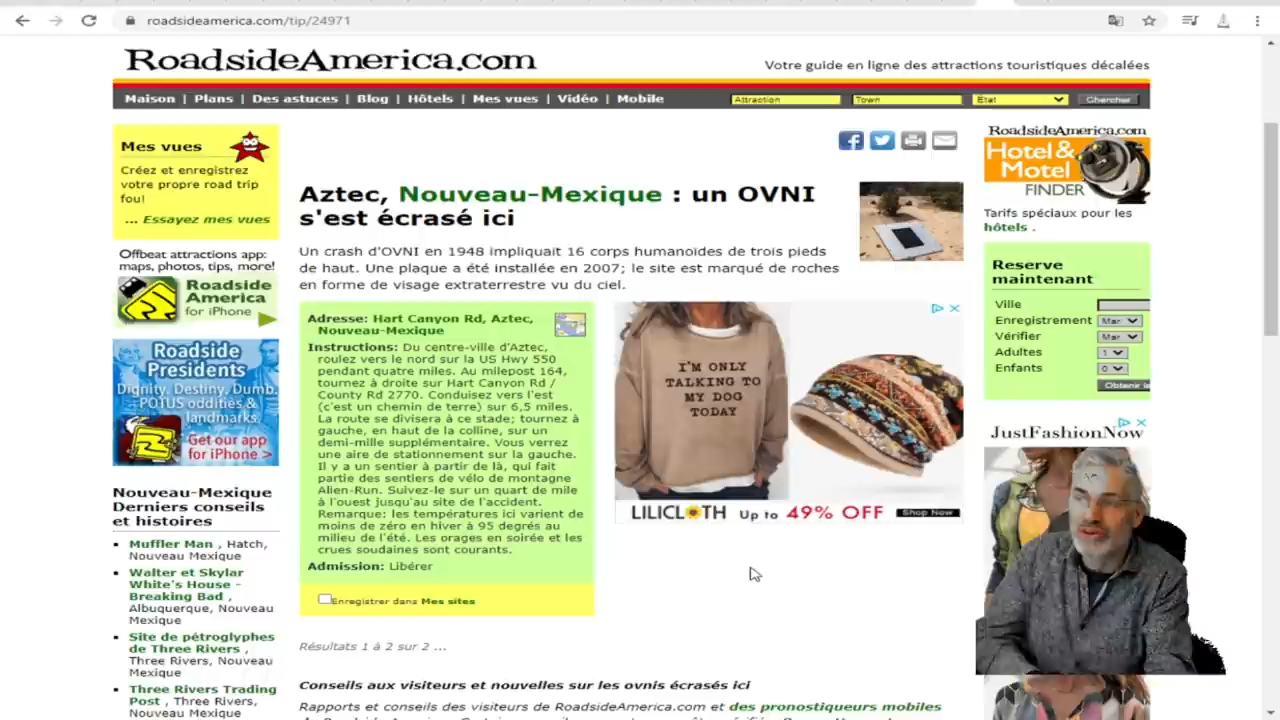 roadsideamerica.com/tip/24971
RoadsideAmerica.com
Votre guide en ligne des attractions touristiques décalées
Maison | Plans | Des astuces | Blog | Hôtels | Mes vues | Vidéo | Mobile
Attraction
Town
État
Chercher
Mes vues
Créez et enregistrez
votre propre road trip
fou!
... Essayez mes vues
Offbeat attractions app:
maps, photos, tips, more!
Roadside
America
for iPhone
Roadside
Presidents
Dignity, Destiny, Dumb.
POTUS oddities &
landmarks.
Get our app
for iPhone >
Nouveau-Mexique
Derniers conseils
et histoires
Muffler Man , Hatch,
Nouveau Mexique
Walter et Skylar
White's House -
Breaking Bad ,
Albuquerque, Nouveau
Mexique
Site de pétroglyphes
de Three Rivers ,
Three Rivers, Nouveau
Mexique
Three Rivers Trading
Post , Three Rivers,
Nouveau Mexique
Aztec, Nouveau-Mexique : un OVNI
s'est écrasé ici
Un crash d'OVNI en 1948 impliquait 16 corps humanoïdes de trois pieds
de haut. Une plaque a été installée en 2007; le site est marqué de roches
en forme de visage extraterrestre vu du ciel.
Adresse: Hart Canyon Rd, Aztec,
Nouveau-Mexique
Instructions: Du centre-ville d'Aztec,
roulez vers le nord sur la US Hwy 550
pendant quatre miles. Au milepost 164,
tournez à droite sur Hart Canyon Rd /
County Rd 2770. Conduisez vers l'est
(c'est un chemin de terre) sur 6,5 miles.
La route se divisera à ce stade; tournez à
gauche, en haut de la colline, sur un
demi-mille supplémentaire. Vous verrez
une aire de stationnement sur la gauche.
Il y a un sentier à partir de là, qui fait
partie des sentiers de vélo de montagne
Alien-Run. Suivez-le sur un quart de mile
à l'ouest jusqu'au site de l'accident.
Remarque: les températures ici varient de
moins de zéro en hiver à 95 degrés au
milieu de l'été. Les orages en soirée et les
crues soudaines sont courants.
Admission: Libérer
Enregistrer dans Mes sites
Résultats 1 à 2 sur 2 ...
Conseils aux visiteurs et nouvelles sur les ovnis écrasés ici
Rapports et conseils des visiteurs de RoadsideAmerica.com et des pronostiqueurs mobiles
I'M ONLY
TALKING TO
MY DOG
TODAY
LILICLOTH Up to 49% OFF Shop Now
RoadsideAmerica.com
Hotel &
Motel
FINDER
Tarifs spéciaux pour les
hôtels .
Reserve
maintenant
Ville
Enregistrement Mar
Vérifier Mar
Adultes 1
Enfants 0
JustFashionNow